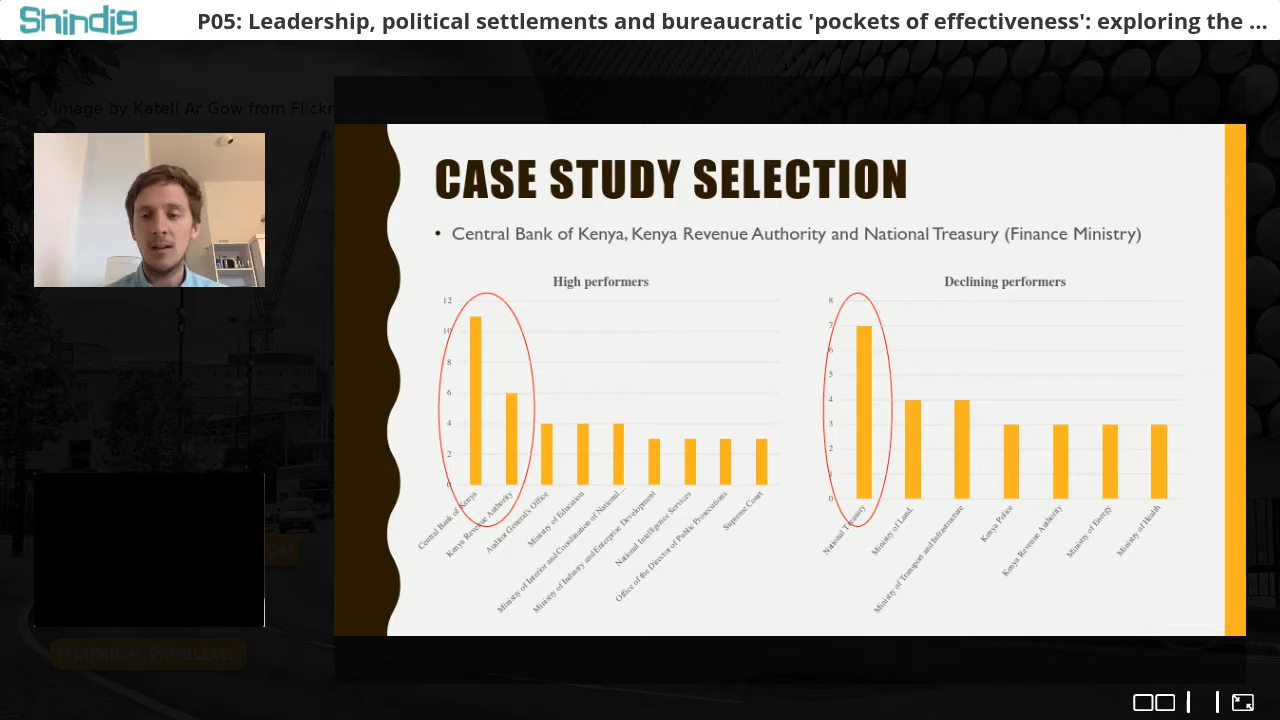 Shindig
P05: Leadership, political settlements and bureaucratic 'pockets of effectiveness': exploring the ...
Image by Kateli Ar Gow from Flickr
CASE STUDY SELECTION
• Central Bank of Kenya, Kenya Revenue Authority and National Treasury (Finance Ministry)
High performers
12
10
8
6
4
2
0
Central Bank of Kenya
Kenya Revenue Authority
Auditor General's Office
Ministry of Education
Ministry of Interior and Coordination of National...
Ministry of Industry and Enterprise Development
National Intelligence Services
Office of the Director of Public Prosecutions
Supreme Court
Declining performers
8
7
6
5
4
3
2
1
0
National Treasury
Ministry of Land,
Ministry of Transport and Infrastructure
Kenya Police
Kenya Revenue Authority
Ministry of Energy
Ministry of Health
TECHNICAL PROBLEMS?